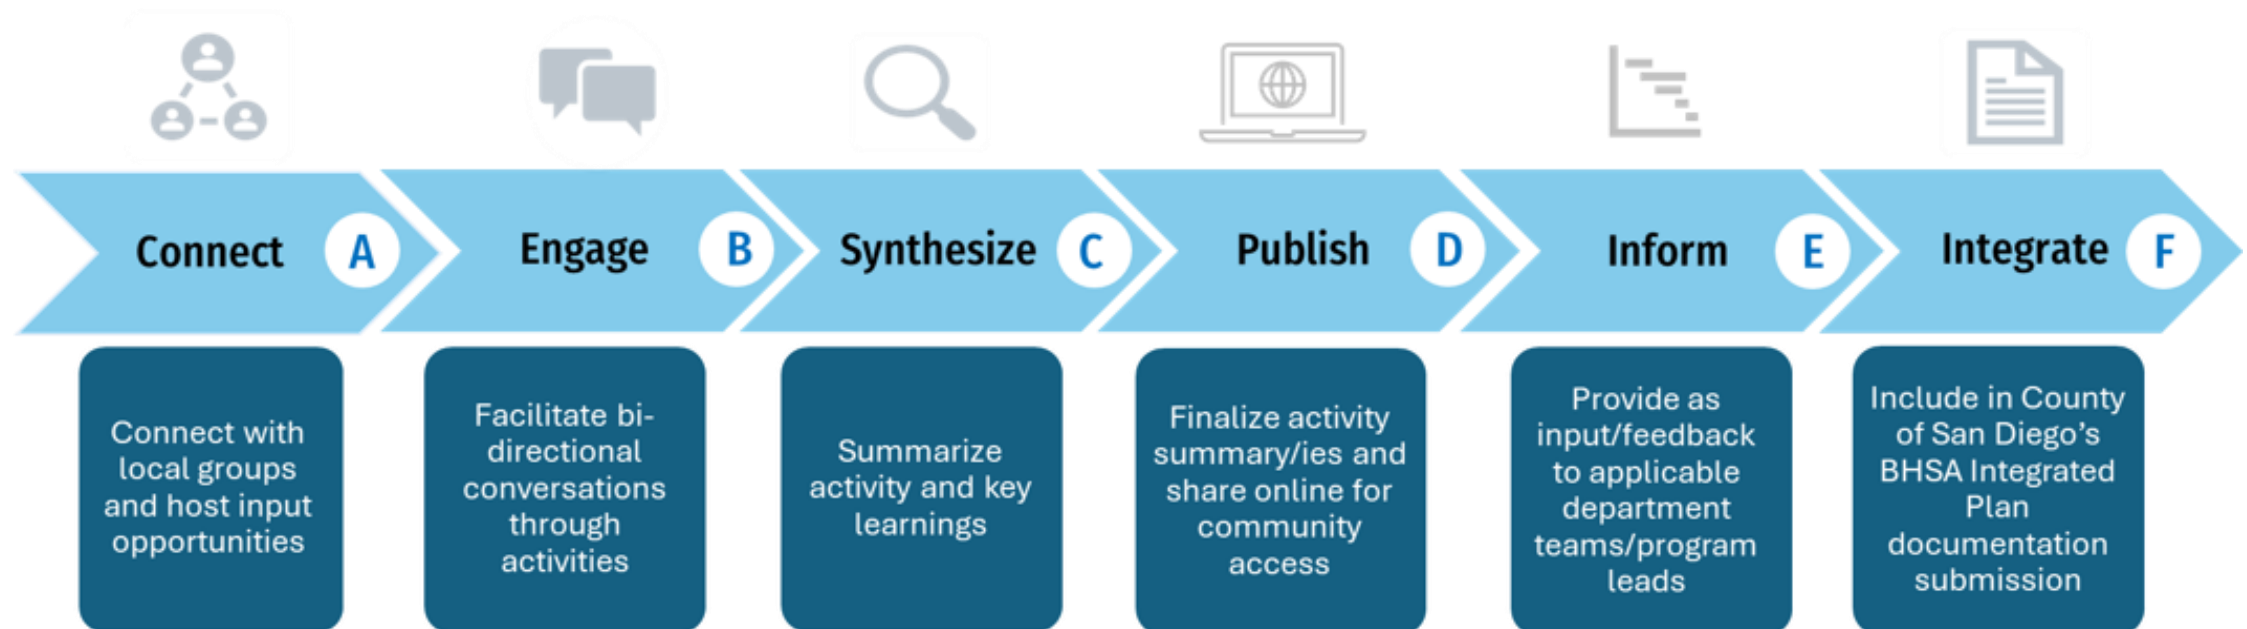 Connect A
Engage B
Synthesize C
Publish D
Inform E
Integrate F
Connect with
local groups
and host input
opportunities
Facilitate bi-
directional
conversations
through
activities
Summarize
activity and key
learnings
Finalize activity
summary/ies and
share online for
community
access
Provide as
input/feedback
to applicable
department
teams/program
leads
Include in County
of San Diego’s
BHSA Integrated
Plan
documentation
submission